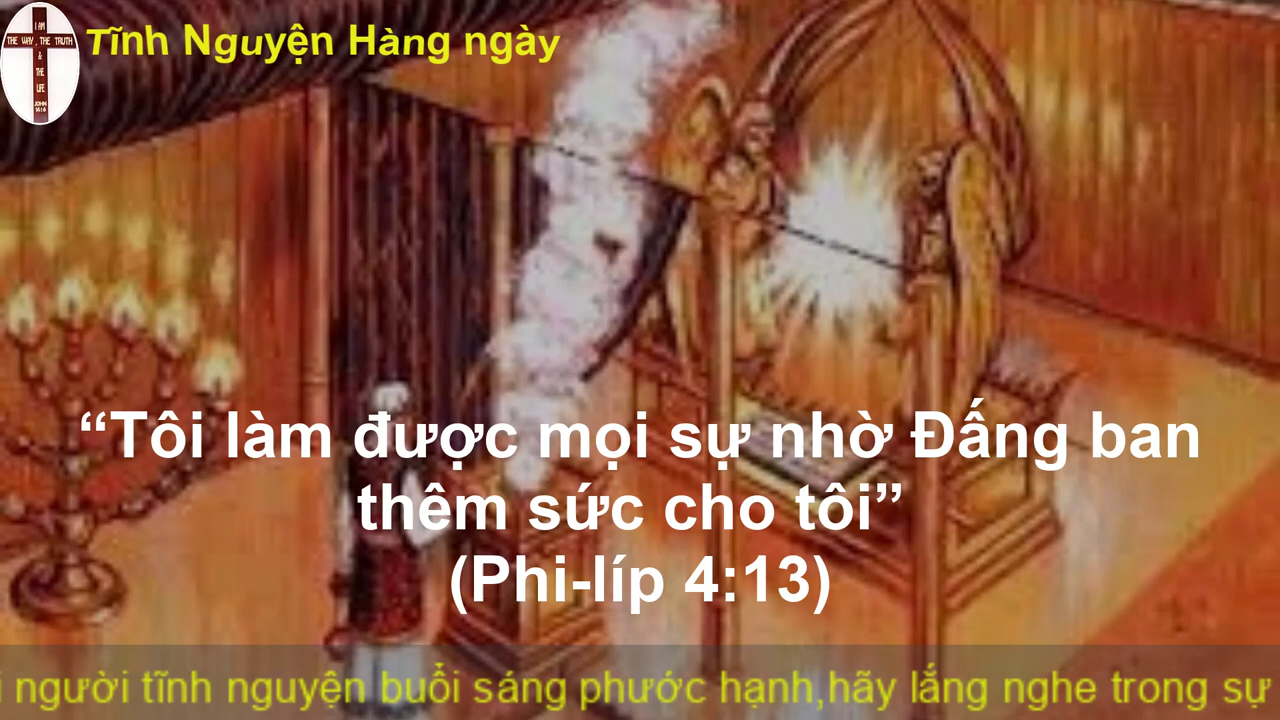 I AM
THE WAY, THE TRUTH
&
THE
LIFE
JOHN
Tĩnh Nguyện Hàng ngày
“Tôi làm được mọi sự nhờ Đấng ban
thêm sức cho tôi”
(Phi-líp 4:13)
i người tĩnh nguyện buổi sáng phước hạnh,hãy lắng nghe trong sự